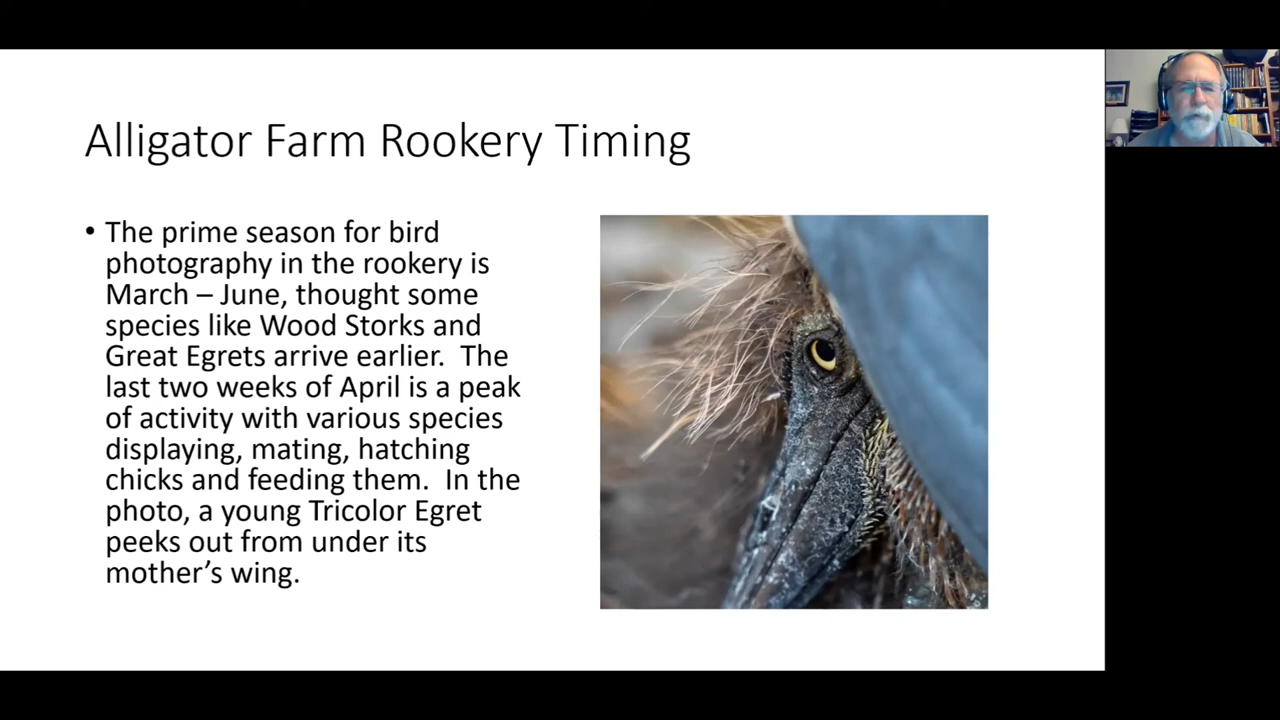 Alligator Farm Rookery Timing
• The prime season for bird
photography in the rookery is
March – June, thought some
species like Wood Storks and
Great Egrets arrive earlier.  The
last two weeks of April is a peak
of activity with various species
displaying, mating, hatching
chicks and feeding them.  In the
photo, a young Tricolor Egret
peeks out from under its
mother’s wing.